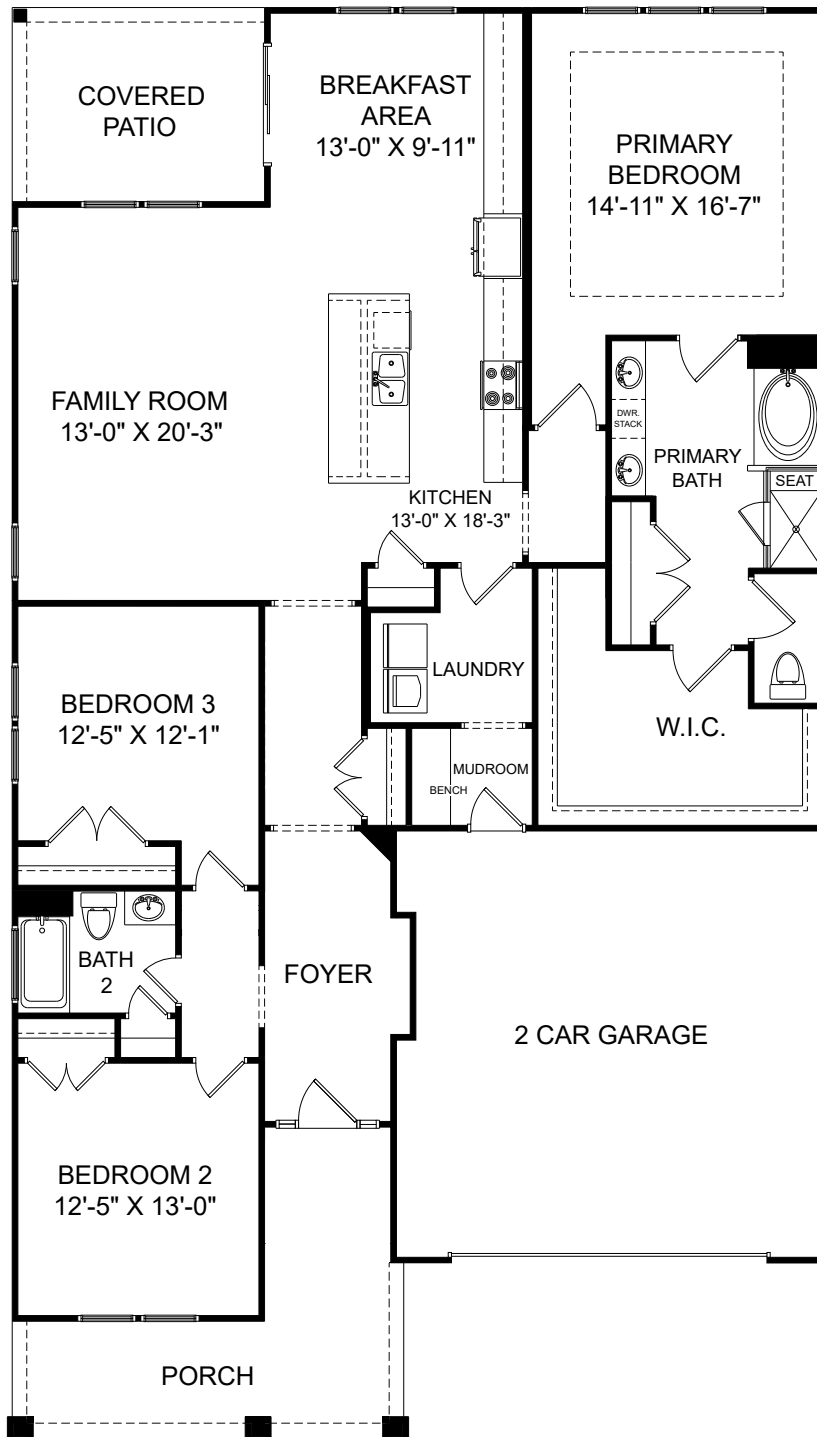 COVERED
PATIO
BREAKFAST
AREA
13'-0" X 9'-11"
PRIMARY
BEDROOM
14'-11" X 16'-7"
FAMILY ROOM
13'-0" X 20'-3"
DWR.
STACK
PRIMARY
BATH
SEAT
KITCHEN
13'-0" X 18'-3"
LAUNDRY
BEDROOM 3
12'-5" X 12'-1"
W.I.C.
MUDROOM
BENCH
BATH
2
FOYER
2 CAR GARAGE
BEDROOM 2
12'-5" X 13'-0"
PORCH